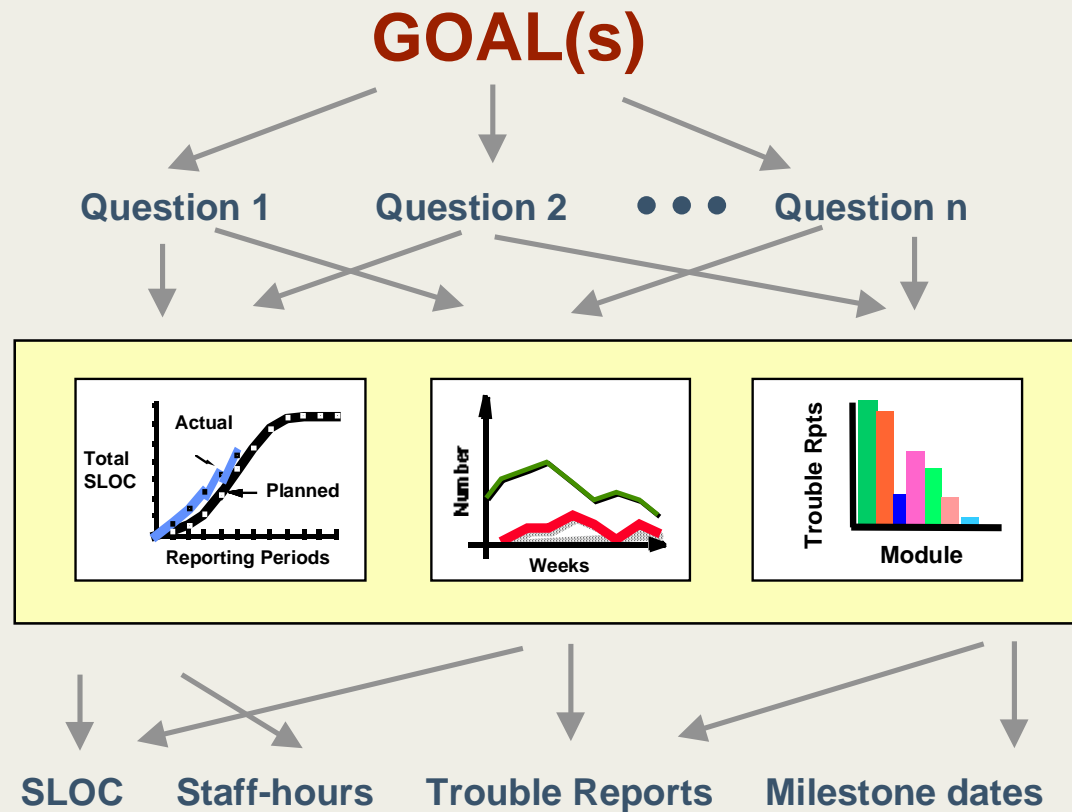 GOAL(s)
Question 1 Question 2 ● ● ● Question n
Actual
Total
SLOC
Planned
Reporting Periods
Number
Weeks
Trouble Rpts
Module
SLOC Staff-hours Trouble Reports Milestone dates